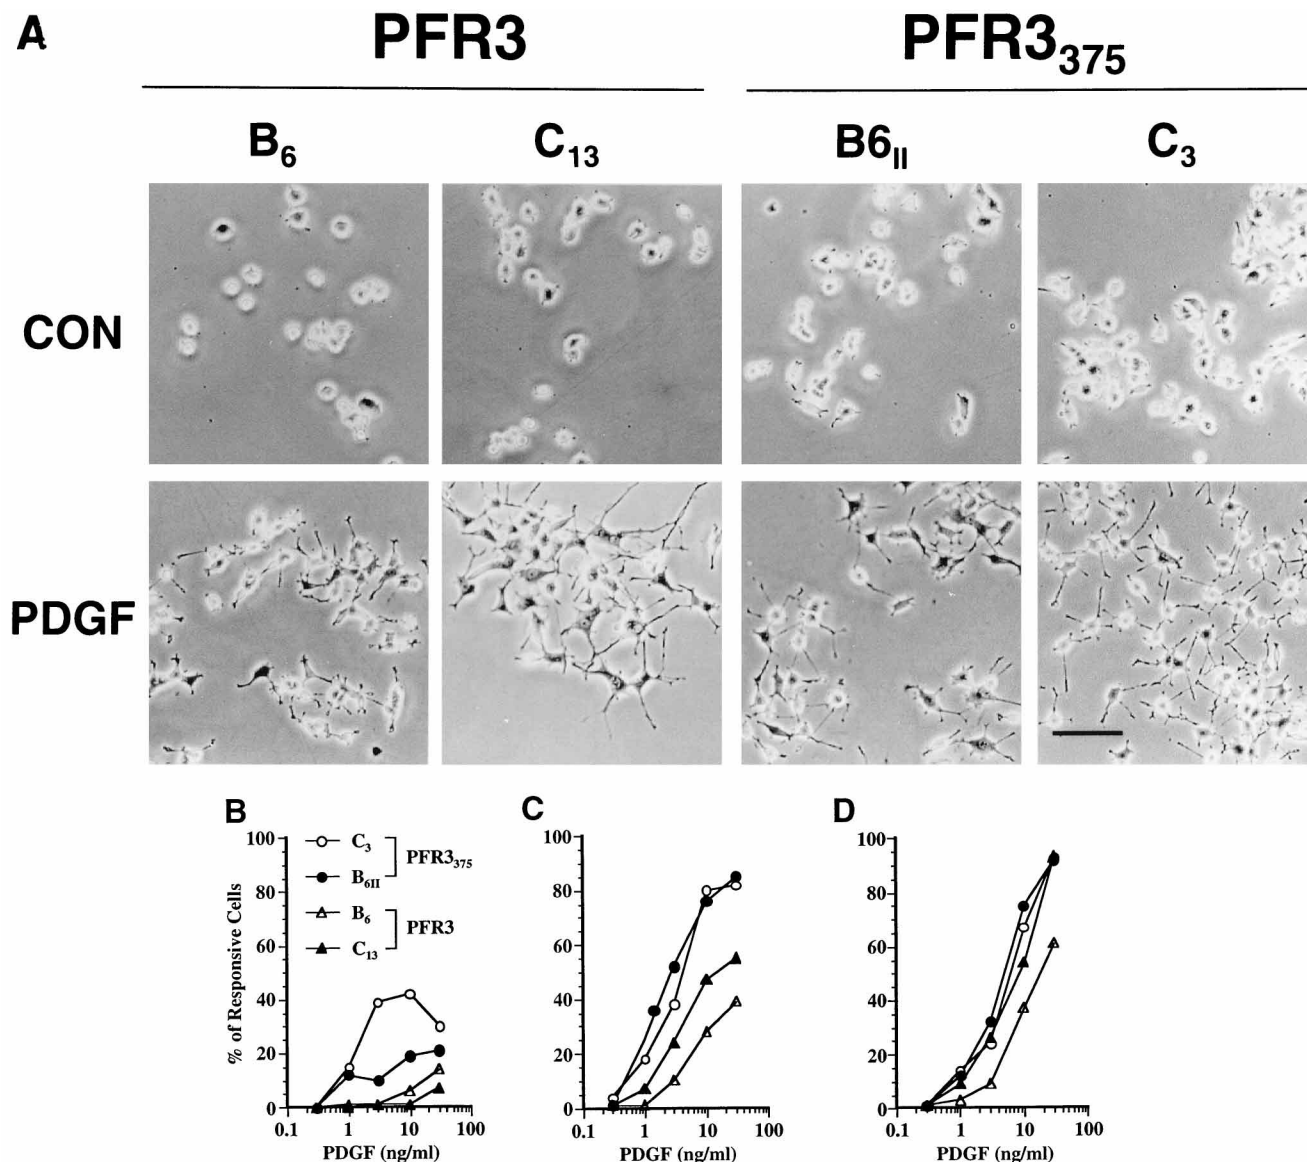 A
PFR3 PFR3375
B6 C13 B6II C3
CON
PDGF
B C D
100 100 100
C3
PFR3375
80 80 80
B6II
B6
60 60 60
PFR3
C13
40 40 40
20 20 20
0 0 0
% of Responsive Cells
0.1 1 10 100 0.1 1 10 100 0.1 1 10 100
PDGF (ng/ml) PDGF (ng/ml) PDGF (ng/ml)